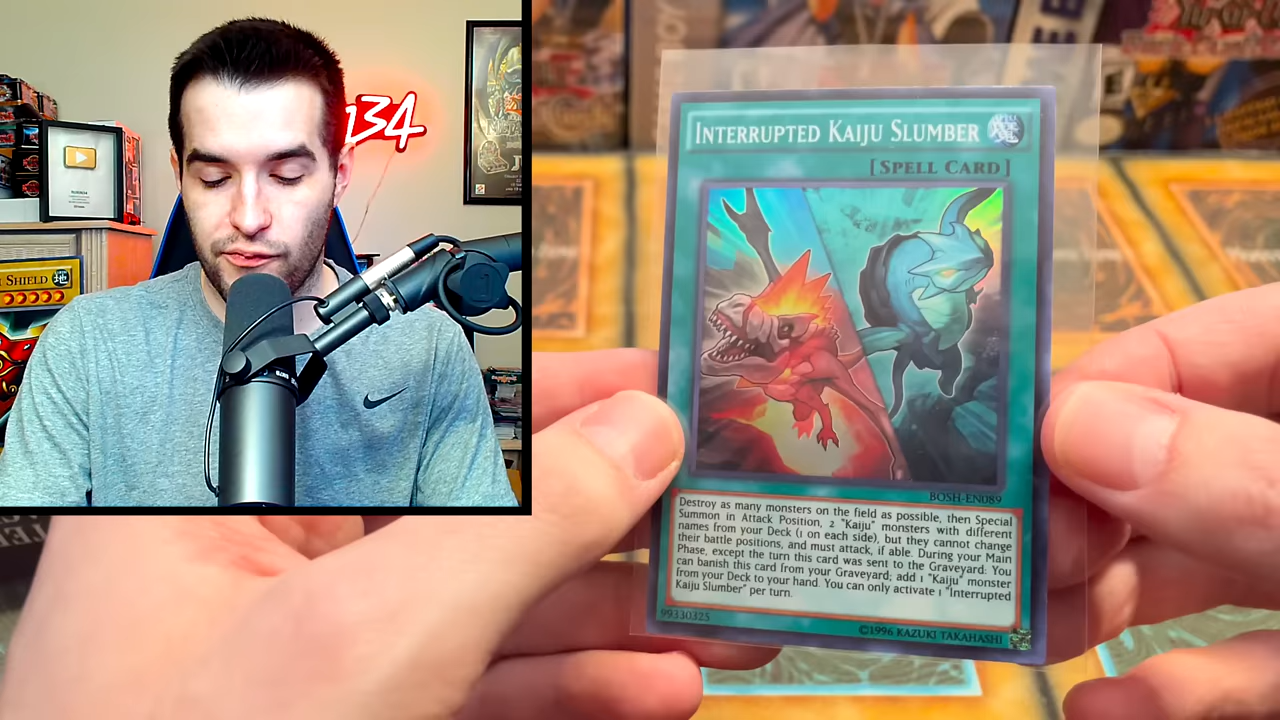 134
SHIELD
INTERRUPTED KAIJU SLUMBER
[SPELL CARD]
BOSH-EN089
Destroy as many monsters on the field as possible, then Special
Summon in Attack Position, 2 "Kaiju" monsters with different
names from your Deck (1 on each side), but they cannot change
their battle positions, and must attack, if able. During your Main
Phase, except the turn this card was sent to the Graveyard: You
can banish this card from your Graveyard; add 1 "Kaiju" monster
from your Deck to your hand. You can only activate 1 "Interrupted
Kaiju Slumber" per turn.
99330325
©1996 KAZUKI TAKAHASHI